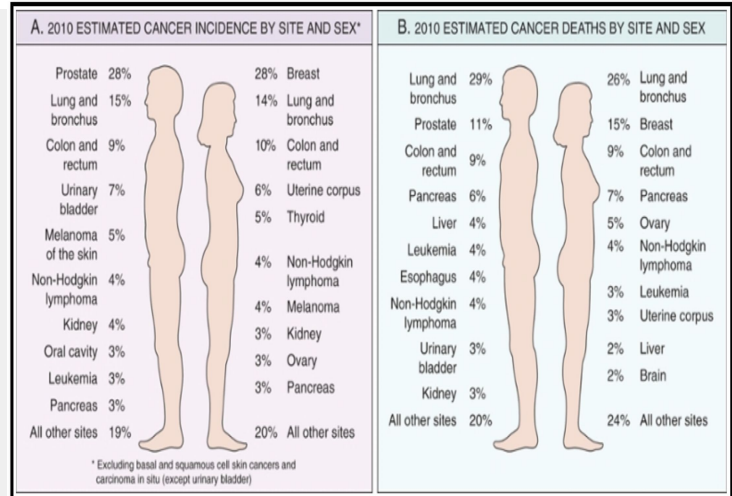 A. 2010 ESTIMATED CANCER INCIDENCE BY SITE AND SEX*
Prostate 28%
Lung and 15%
bronchus
Colon and 9%
rectum
Urinary 7%
bladder
Melanoma 5%
of the skin
Non-Hodgkin 4%
lymphoma
Kidney 4%
Oral cavity 3%
Leukemia 3%
Pancreas 3%
All other sites 19%
28% Breast
14% Lung and
bronchus
10% Colon and
rectum
6% Uterine corpus
5% Thyroid
4% Non-Hodgkin
lymphoma
4% Melanoma
3% Kidney
3% Ovary
3% Pancreas
20% All other sites
* Excluding basal and squamous cell skin cancers and
carcinoma in situ (except urinary bladder)
B. 2010 ESTIMATED CANCER DEATHS BY SITE AND SEX
Lung and 29%
bronchus
Prostate 11%
Colon and 9%
rectum
Pancreas 6%
Liver 4%
Leukemia 4%
Esophagus 4%
Non-Hodgkin 4%
lymphoma
Urinary 3%
bladder
Kidney 3%
All other sites 20%
26% Lung and
bronchus
15% Breast
9% Colon and
rectum
7% Pancreas
5% Ovary
4% Non-Hodgkin
lymphoma
3% Leukemia
3% Uterine corpus
2% Liver
2% Brain
24% All other sites